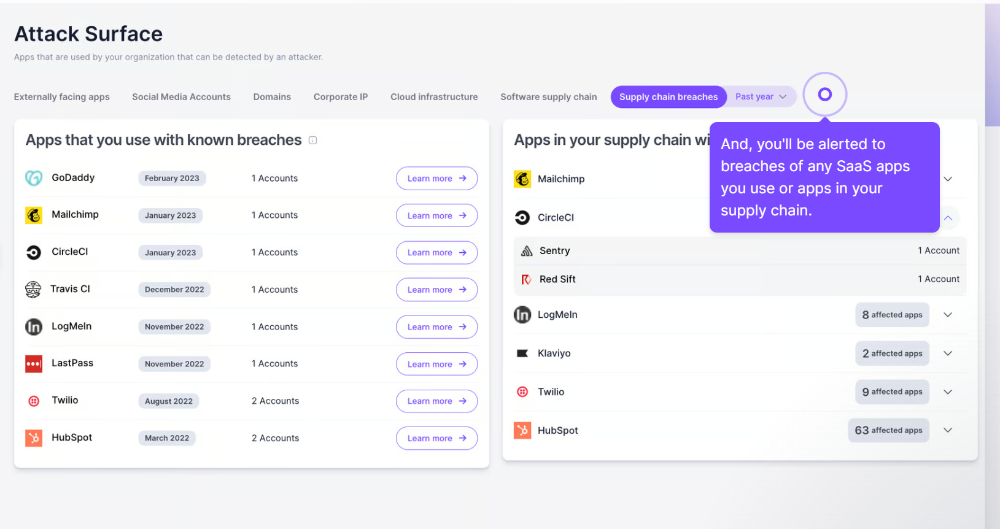 Attack Surface
Apps that are used by your organization that can be detected by an attacker.
Externally facing apps
Social Media Accounts
Domains
Corporate IP
Cloud infrastructure
Software supply chain
Supply chain breaches
Past year
And, you'll be alerted to
breaches of any SaaS apps
you use or apps in your
supply chain.
Apps that you use with known breaches
GoDaddy February 2023 1 Accounts Learn more →
Mailchimp January 2023 1 Accounts Learn more →
CircleCI January 2023 1 Accounts Learn more →
Travis CI December 2022 1 Accounts Learn more →
LogMeIn November 2022 1 Accounts Learn more →
LastPass November 2022 1 Accounts Learn more →
Twilio August 2022 2 Accounts Learn more →
HubSpot March 2022 2 Accounts Learn more →
Apps in your supply chain wi
Mailchimp
CircleCI
Sentry 1 Account
Red Sift 1 Account
In LogMeIn 8 affected apps
Klaviyo 2 affected apps
Twilio 9 affected apps
HubSpot 63 affected apps